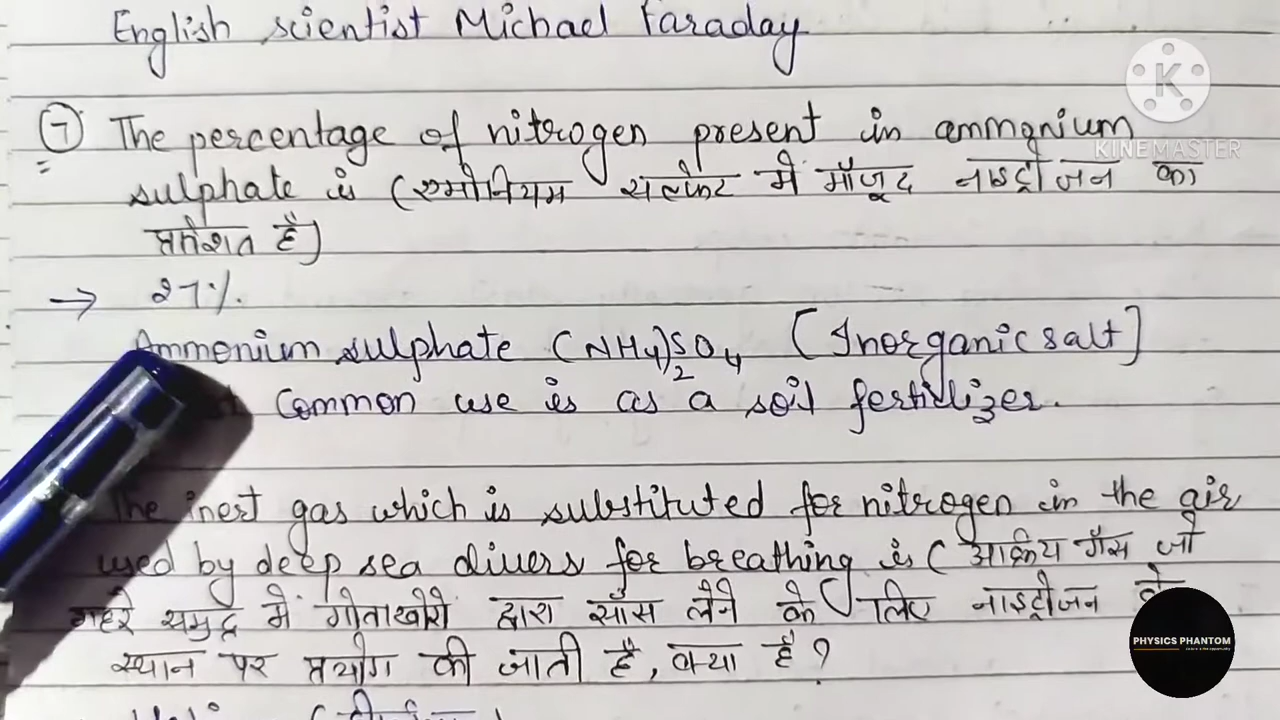 English scientist Michael Faraday
⑦ The percentage of nitrogen present in ammonium
sulphate is (एमोनियम सल्फेट में मौजूद नाइट्रोजन का
प्रतिशत है)
→ 27%.
Ammonium sulphate (NH4)2SO4 [Inorganic salt]
common use is as a soil fertilizer.
The inert gas which is substituted for nitrogen in the air
used by deep sea divers for breathing is ( अक्रिय गैस जो
गहरे समुद्र में गोताखोरो द्वारा साँस लेने के लिए नाइट्रोजन के
स्थान पर प्रयोग की जाती है, क्या है ?
K
KINEMASTER
PHYSICS PHANTOM